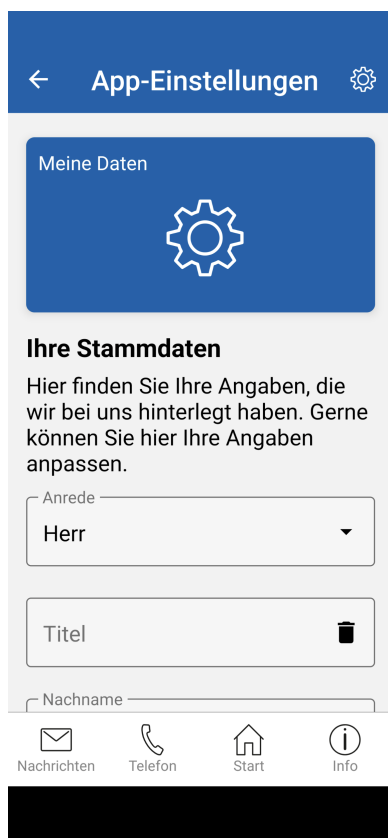 App-Einstellungen
Meine Daten
Ihre Stammdaten
Hier finden Sie Ihre Angaben, die
wir bei uns hinterlegt haben. Gerne
können Sie hier Ihre Angaben
anpassen.
Anrede
Herr
Titel
Nachname
Nachrichten
Telefon
Start
Info